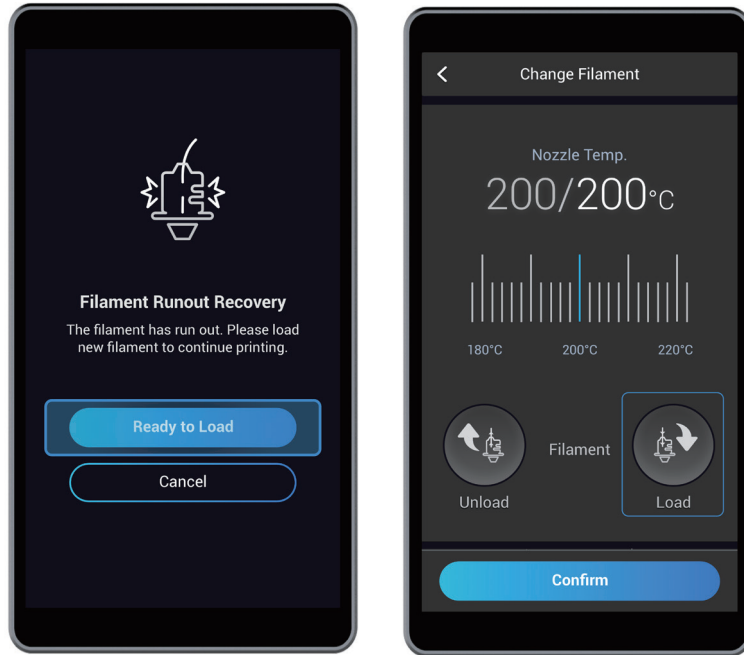 Filament Runout Recovery
The filament has run out. Please load
new filament to continue printing.
Ready to Load
Cancel
Change Filament
Nozzle Temp.
200/200°C
180°C 200°C 220°C
Filament
Unload Load
Confirm